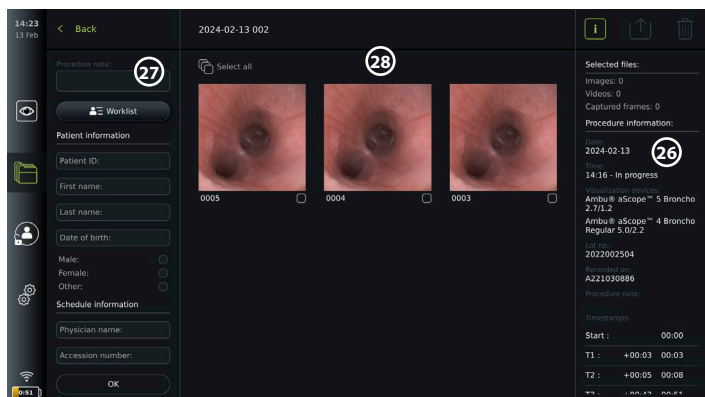 14:23
13 Feb
0:51
Back
27
Procedure note:
Worklist
Patient information
Patient ID:
First name:
Last name:
Date of birth:
Male:
Female:
Other:
Schedule information
Physician name:
Accession number:
OK
2024-02-13 002
Select all
28
0005
0004
0003
i
Selected files:
Images: 0
Videos: 0
Captured frames: 0
Procedure information:
26
Date:
2024-02-13
Time:
14:16 - In progress
Visualization devices:
Ambu® aScope™ 5 Broncho
2.7/1.2
Ambu® aScope™ 4 Broncho
Regular 5.0/2.2
Lot no.:
2022002504
Recorded on:
A221030886
Procedure note:
Timestamps:
Start : 00:00
T1 : +00:03 00:03
T2 : +00:05 00:08